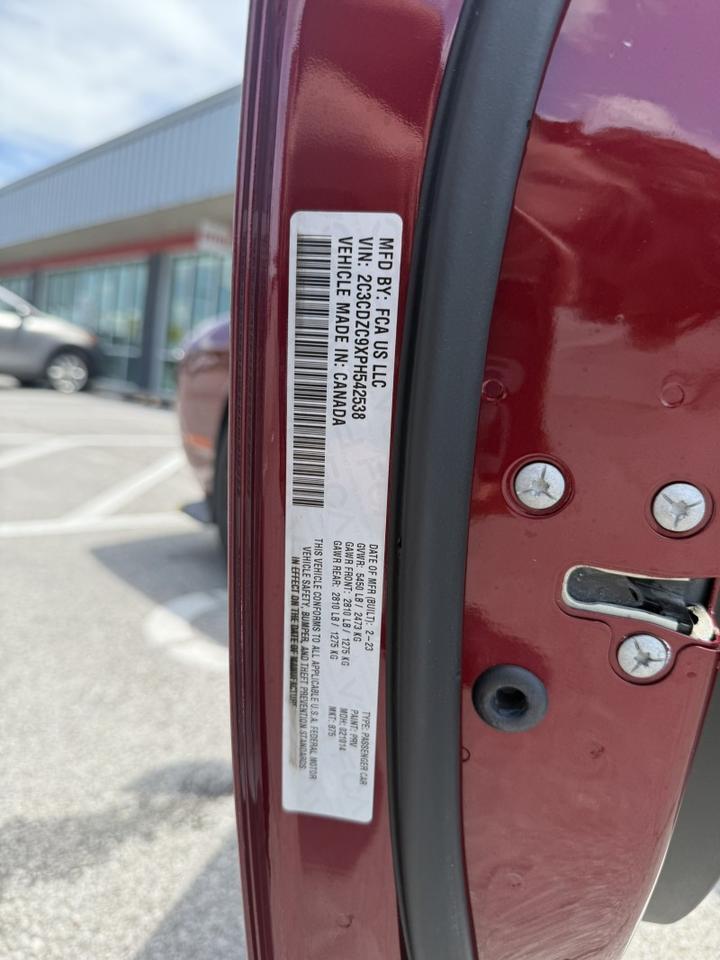 MFD BY: FCA US LLC
VIN: 2C3CDZC9XPH542538
VEHICLE MADE IN: CANADA
DATE OF MFR (BUILT): 2-23
GVWR: 5450 LB / 2473 KG
GAWR FRONT: 2810 LB / 1275 KG
GAWR REAR: 2810 LB / 1275 KG
TYPE: PASSENGER CAR
PAINT: PRV
MDH: 021014
MKT: 975
THIS VEHICLE CONFORMS TO ALL APPLICABLE U.S.A. FEDERAL MOTOR
VEHICLE SAFETY, BUMPER, AND THEFT PREVENTION STANDARDS
IN EFFECT ON THE DATE OF MANUFACTURE